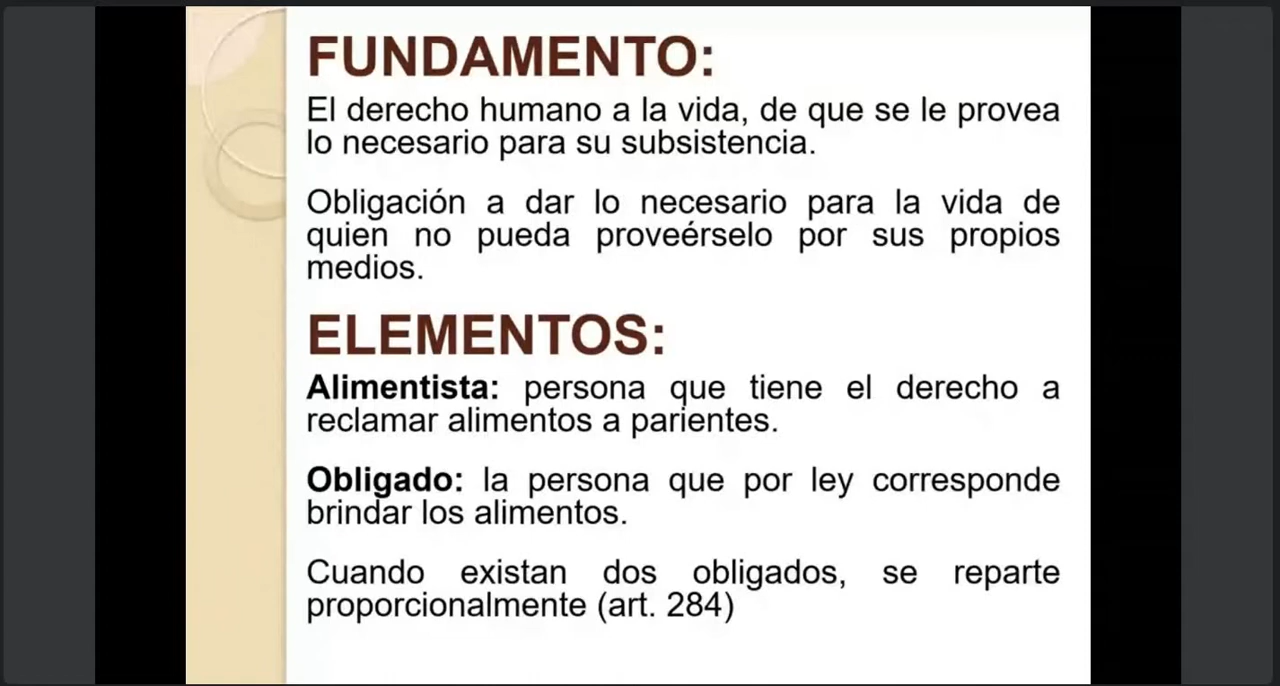 FUNDAMENTO:
El derecho humano a la vida, de que se le provea
lo necesario para su subsistencia.
Obligación a dar lo necesario para la vida de
quien no pueda proveérselo por sus propios
medios.
ELEMENTOS:
Alimentista: persona que tiene el derecho a
reclamar alimentos a parientes.
Obligado: la persona que por ley corresponde
brindar los alimentos.
Cuando existan dos obligados, se reparte
proporcionalmente (art. 284)